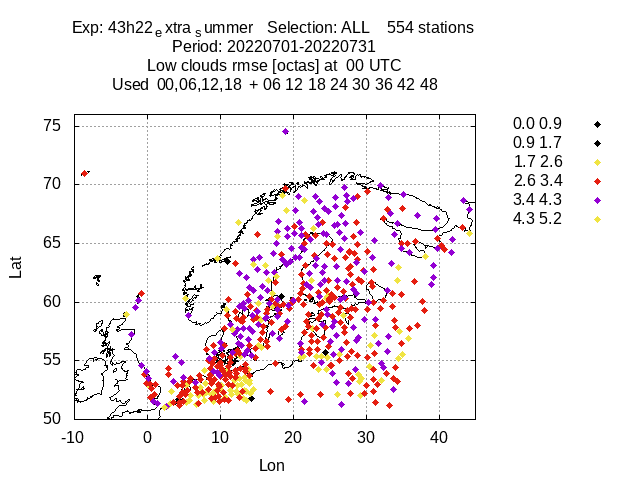 Exp: 43h22extrasummer   Selection: ALL    554 stations
Period: 20220701-20220731
Low clouds rmse [octas] at  00 UTC
Used  00,06,12,18  + 06 12 18 24 30 36 42 48
75
70
65
60
55
50
-10 0 10 20 30 40
Lat
Lon
0.0 0.9
0.9 1.7
1.7 2.6
2.6 3.4
3.4 4.3
4.3 5.2